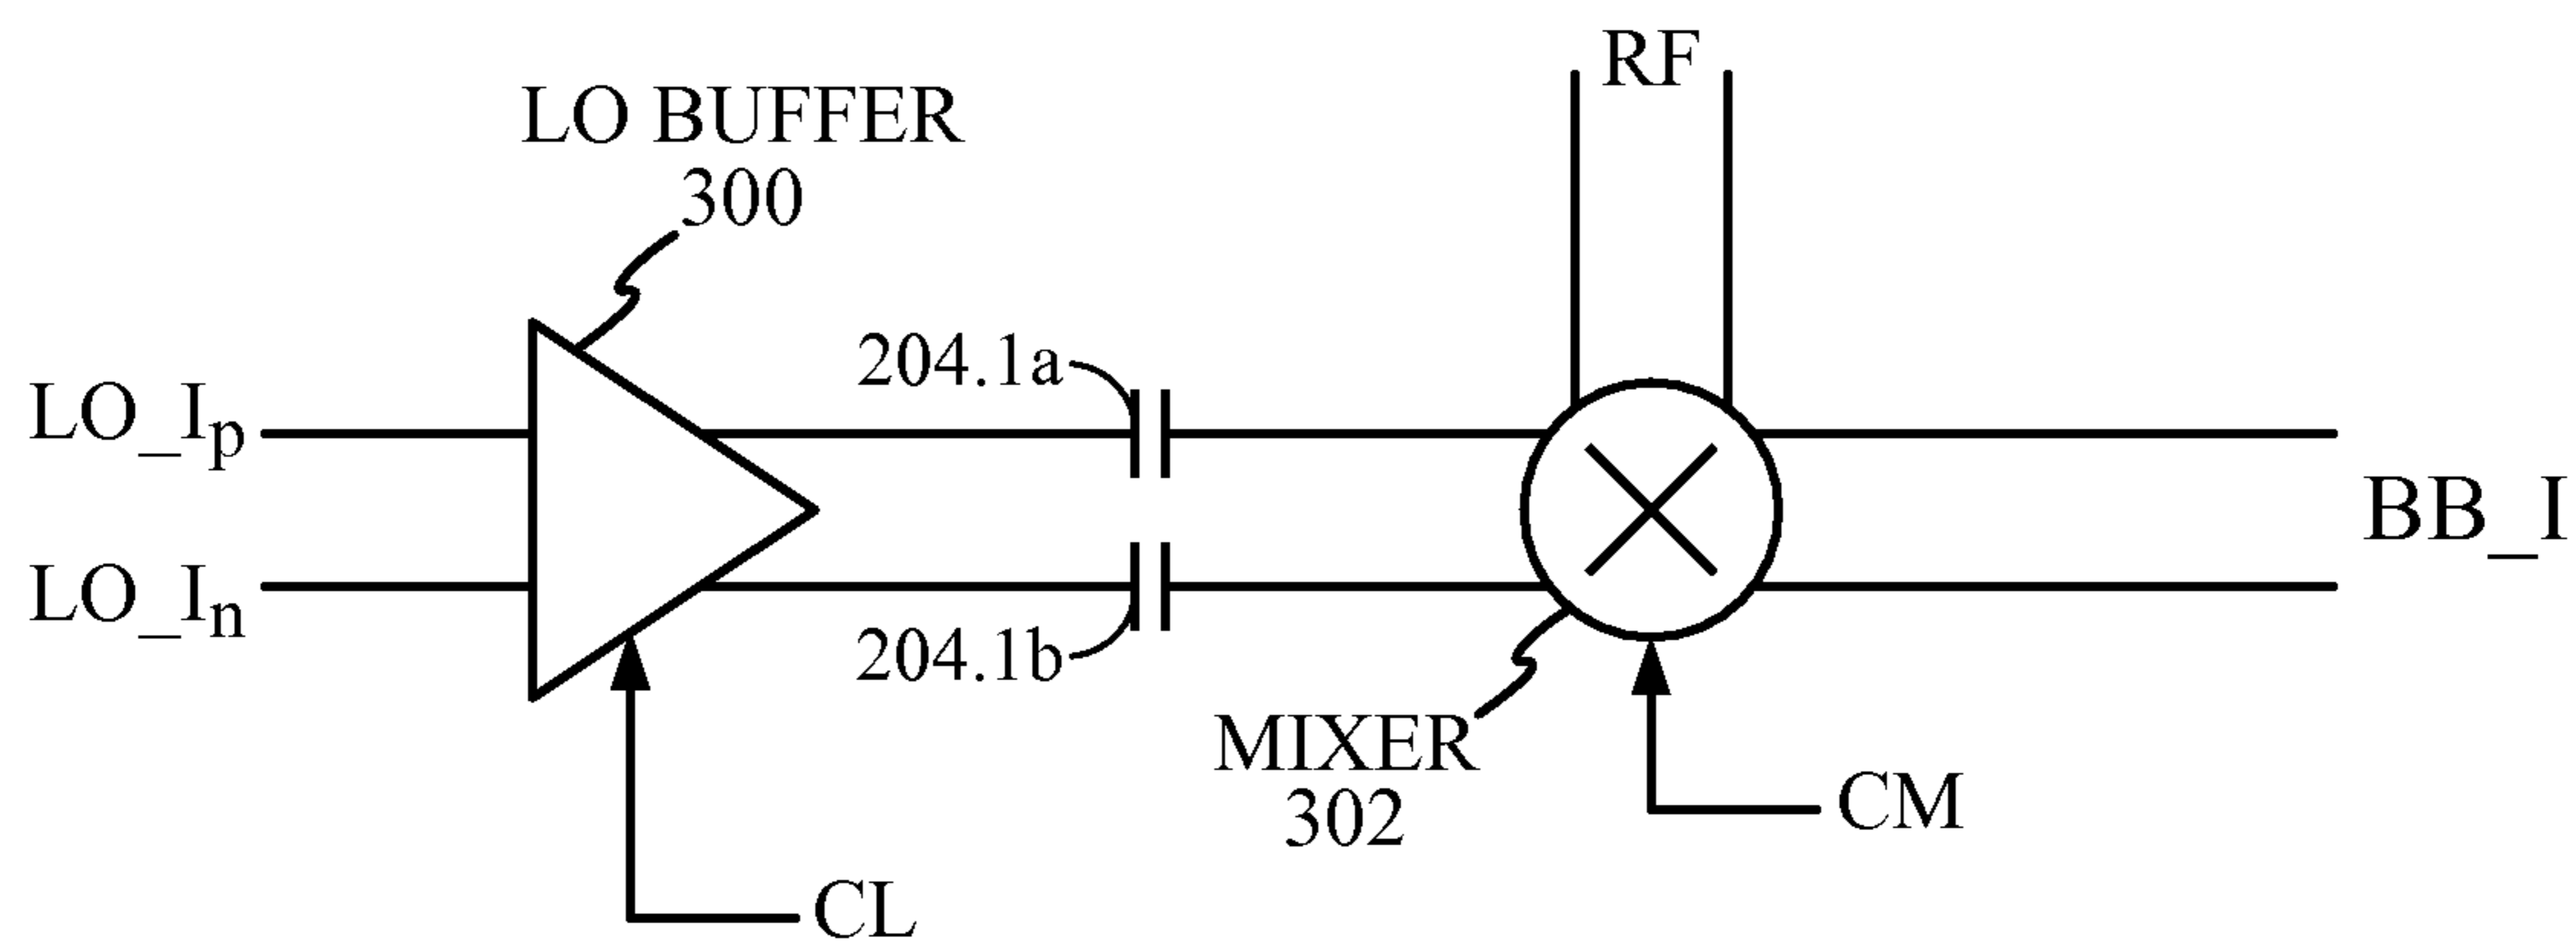 RF
LO BUFFER
300
204.1a
LO_Ip
BB_I
LO_In
204.1b
MIXER
302
CM
CL